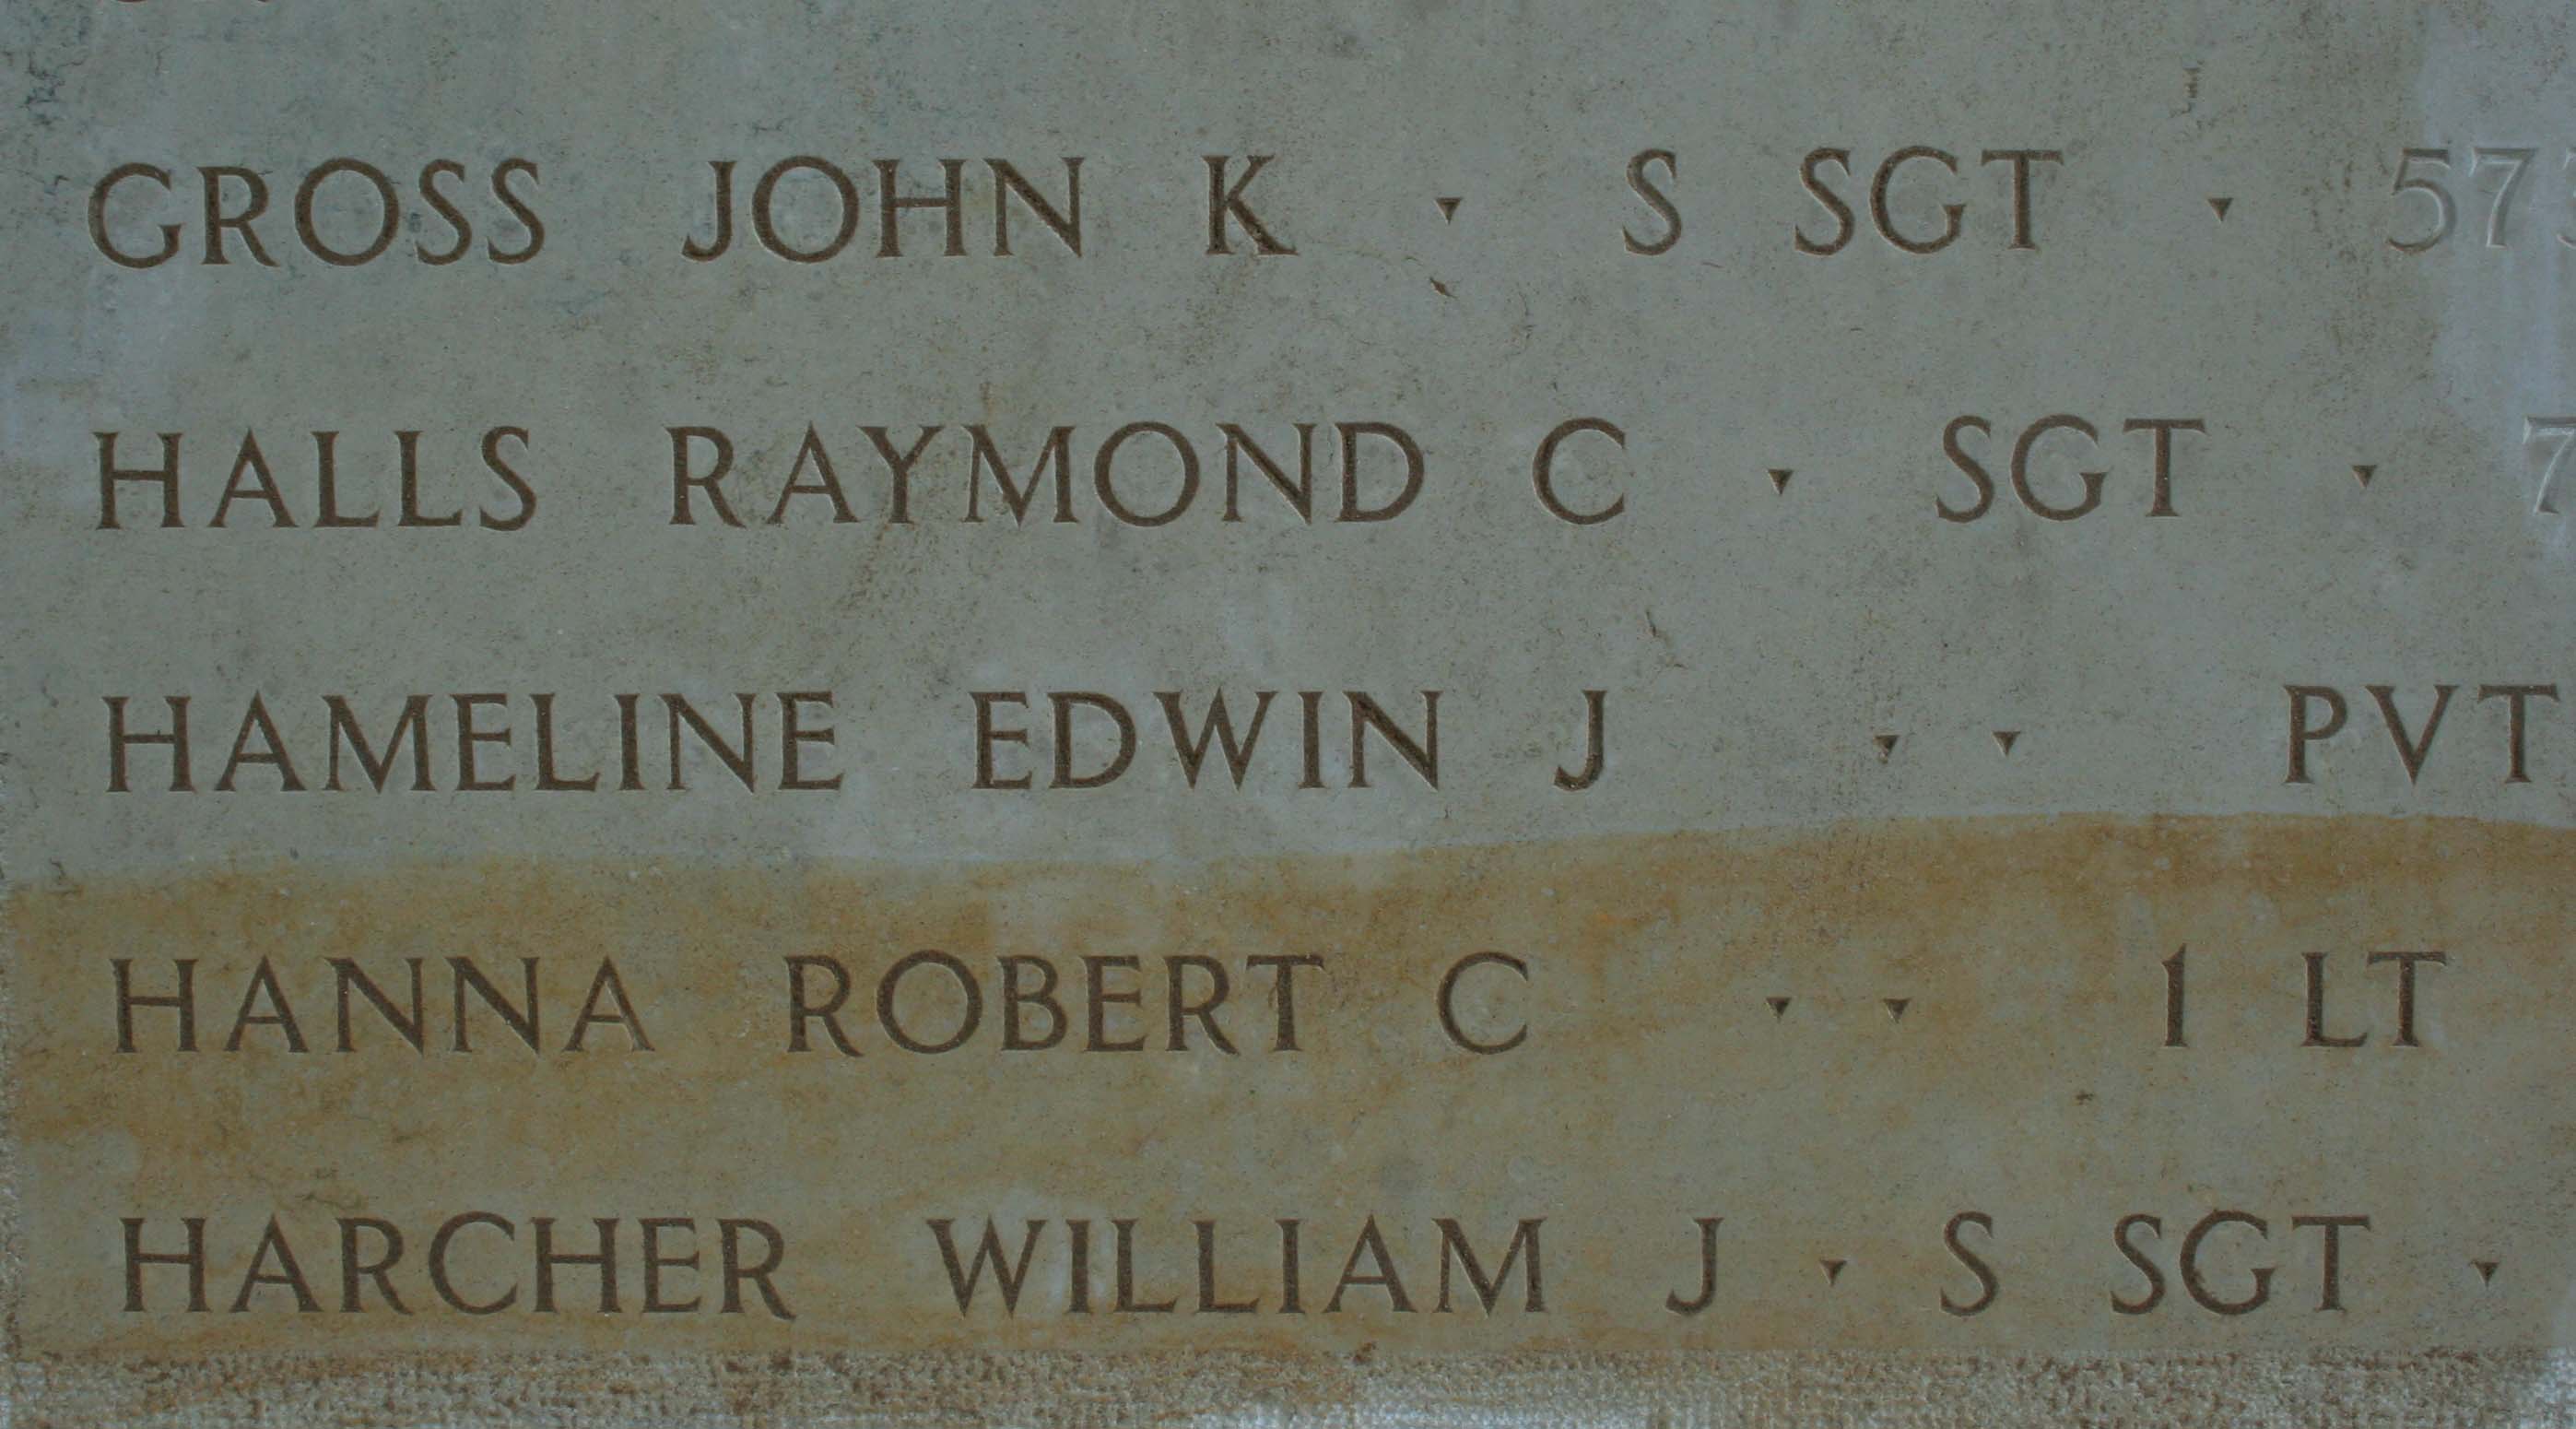 GROSS JOHN K · S SGT · 57
HALLS RAYMOND C · SGT · 7
HAMELINE EDWIN J · · PVT
HANNA ROBERT C · · 1 LT
HARCHER WILLIAM J · S SGT ·